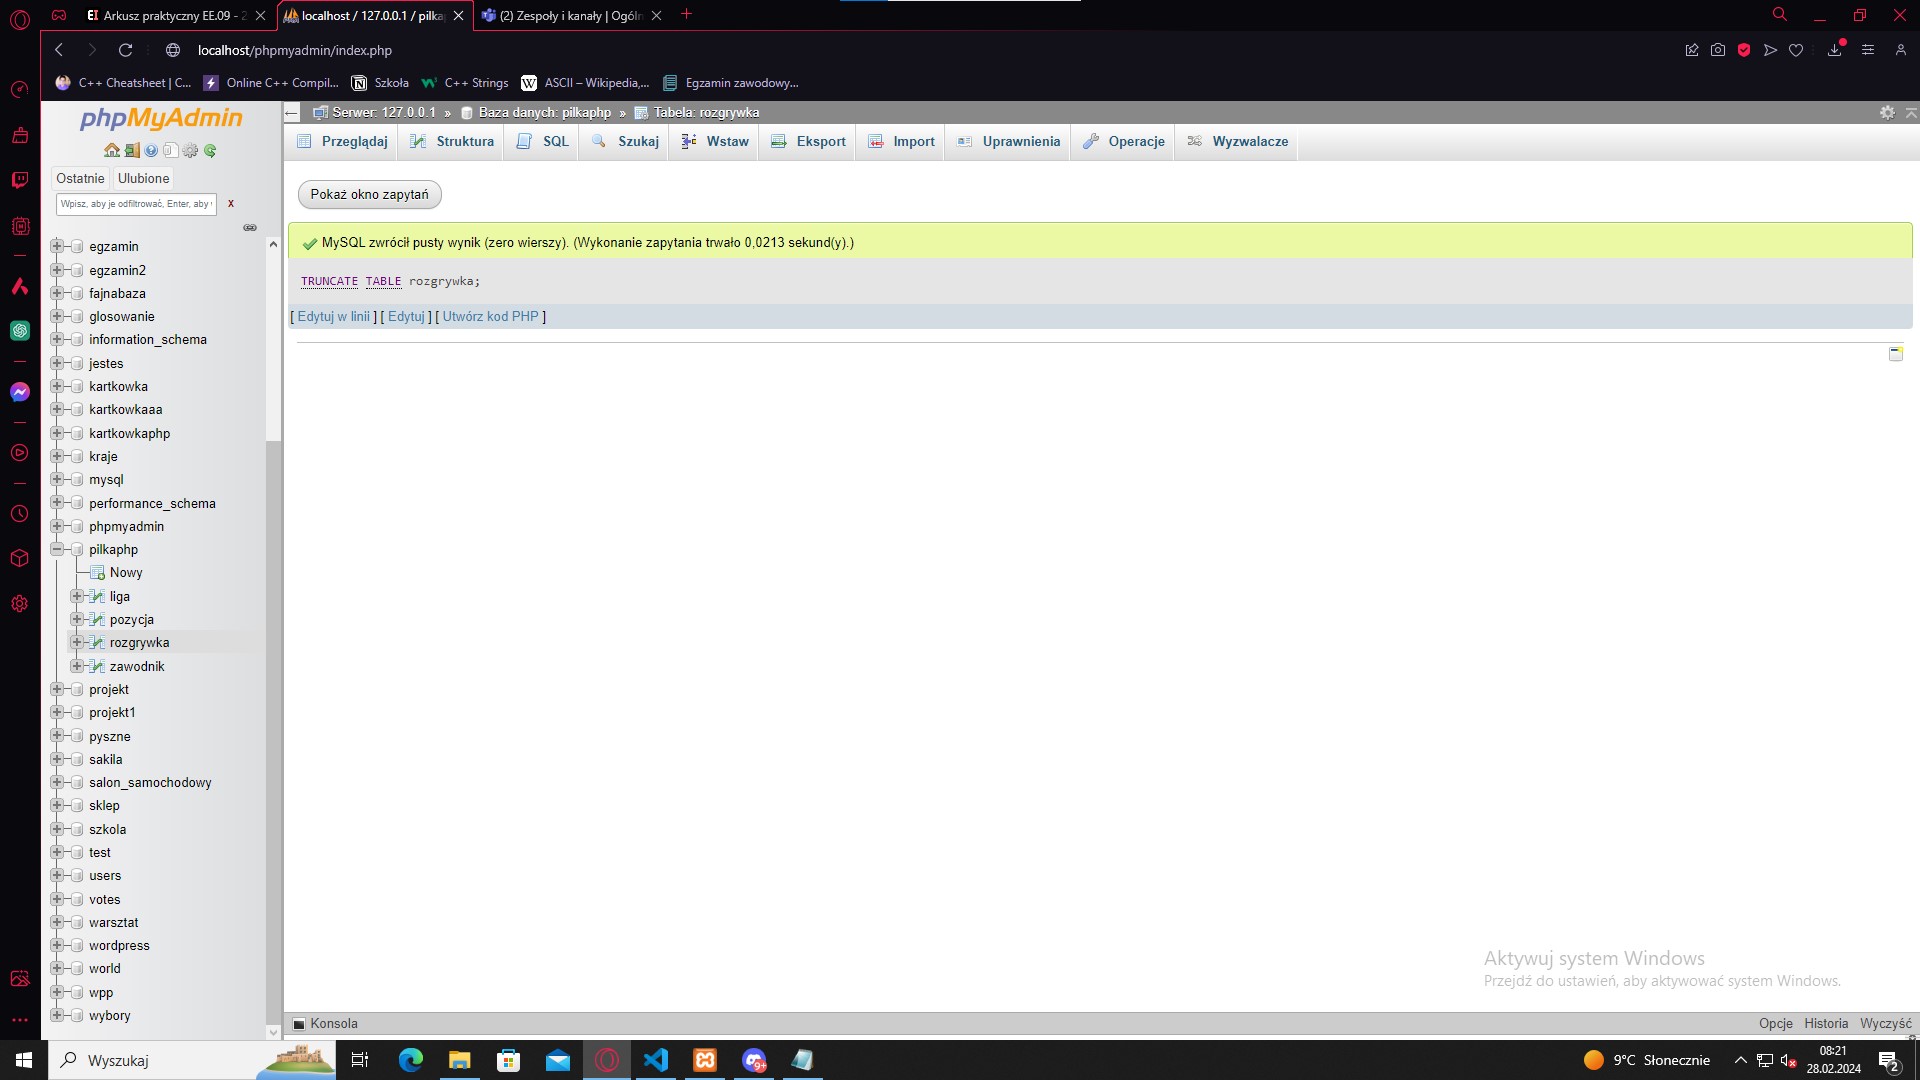 Arkusz praktyczny EE.09 - 2
localhost / 127.0.0.1 / pilka
(2) Zespoły i kanały | Ogóln
localhost/phpmyadmin/index.php
C++ Cheatsheet | C...
Online C++ Compil...
Szkoła
C++ Strings
ASCII – Wikipedia,...
Egzamin zawodowy...
phpMyAdmin
Ostatnie
Ulubione
Wpisz, aby je odfiltrować, Enter, aby
X
egzamin
egzamin2
fajnabaza
glosowanie
information_schema
jestes
kartkowka
kartkowkaaa
kartkowkaphp
kraje
mysql
performance_schema
phpmyadmin
pilkaphp
Nowy
liga
pozycja
rozgrywka
zawodnik
projekt
projekt1
pyszne
sakila
salon_samochodowy
sklep
szkola
test
users
votes
warsztat
wordpress
world
wpp
wybory
Serwer: 127.0.0.1 » Baza danych: pilkaphp » Tabela: rozgrywka
Przeglądaj
Struktura
SQL
Szukaj
Wstaw
Eksport
Import
Uprawnienia
Operacje
Wyzwalacze
Pokaż okno zapytań
MySQL zwrócił pusty wynik (zero wierszy). (Wykonanie zapytania trwało 0,0213 sekund(y).)
TRUNCATE TABLE rozgrywka;
[ Edytuj w linii ] [ Edytuj ] [ Utwórz kod PHP ]
Aktywuj system Windows
Przejdź do ustawień, aby aktywować system Windows.
Konsola
Opcje
Historia
Wyczyść
Wyszukaj
9+
9°C Słonecznie
08:21
28.02.2024
2